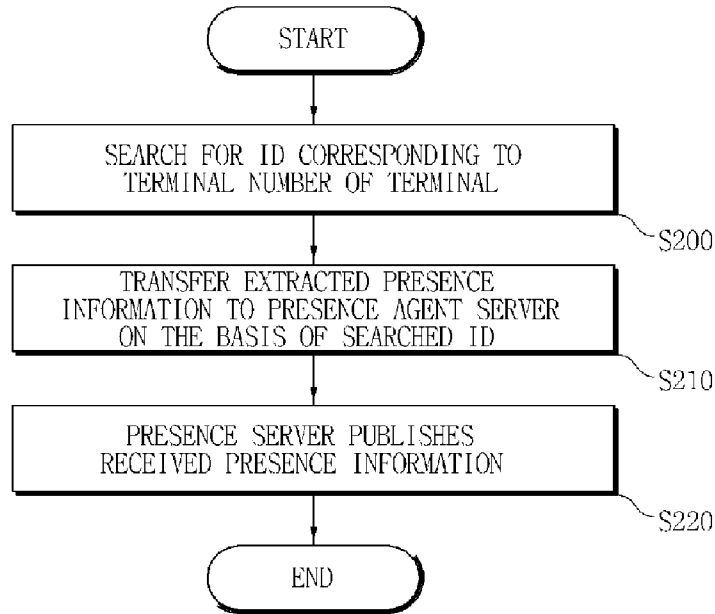 START
SEARCH FOR ID CORRESPONDING TO
TERMINAL NUMBER OF TERMINAL
S200
TRANSFER EXTRACTED PRESENCE
INFORMATION TO PRESENCE AGENT SERVER
ON THE BASIS OF SEARCHED ID
S210
PRESENCE SERVER PUBLISHES
RECEIVED PRESENCE INFORMATION
S220
END